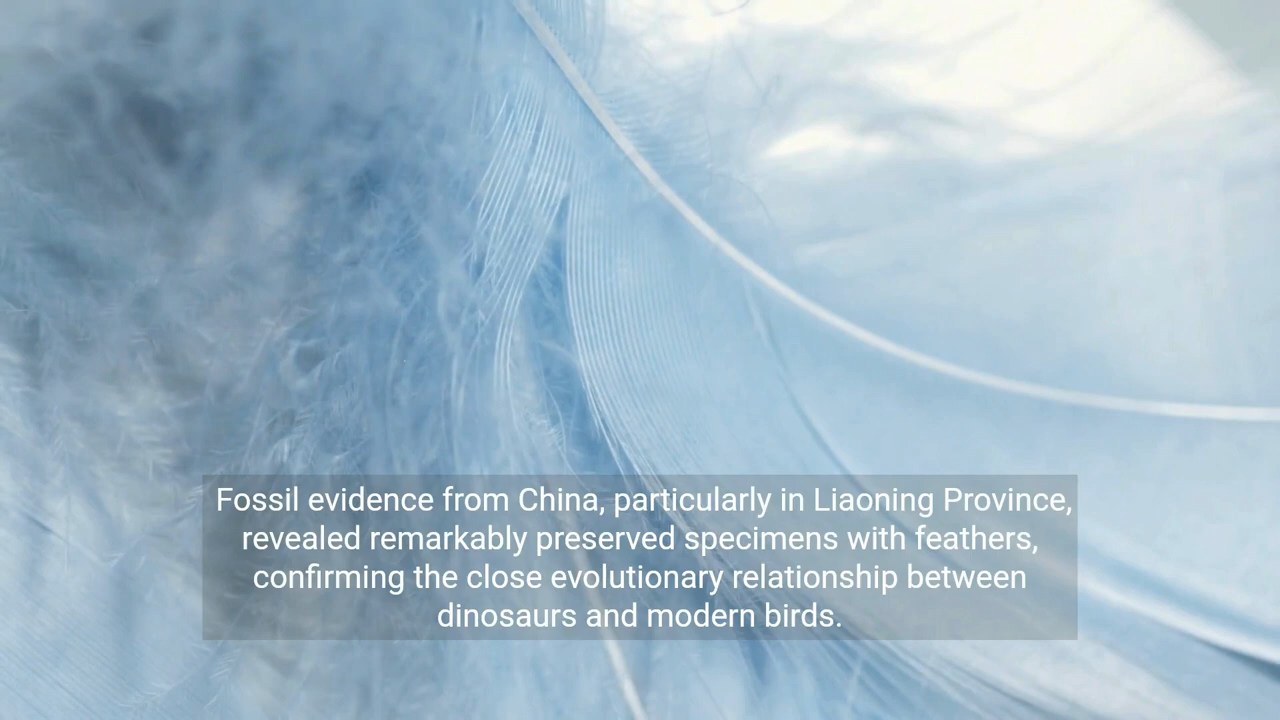 Fossil evidence from China, particularly in Liaoning Province,
revealed remarkably preserved specimens with feathers,
confirming the close evolutionary relationship between
dinosaurs and modern birds.